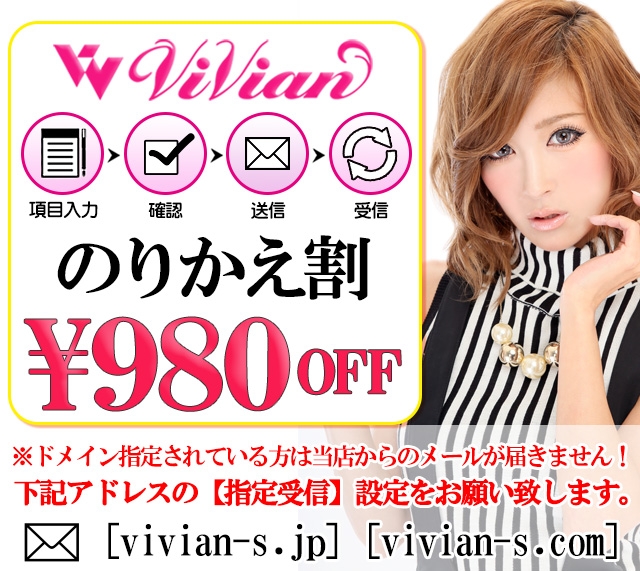 ViVian
項目入力
確認
送信
受信
のりかえ割
¥980 OFF
※ドメイン指定されている方は当店からのメールが届きません!
下記アドレスの【指定受信】設定をお願い致します。
[vivian-s.jp] [vivian-s.com]